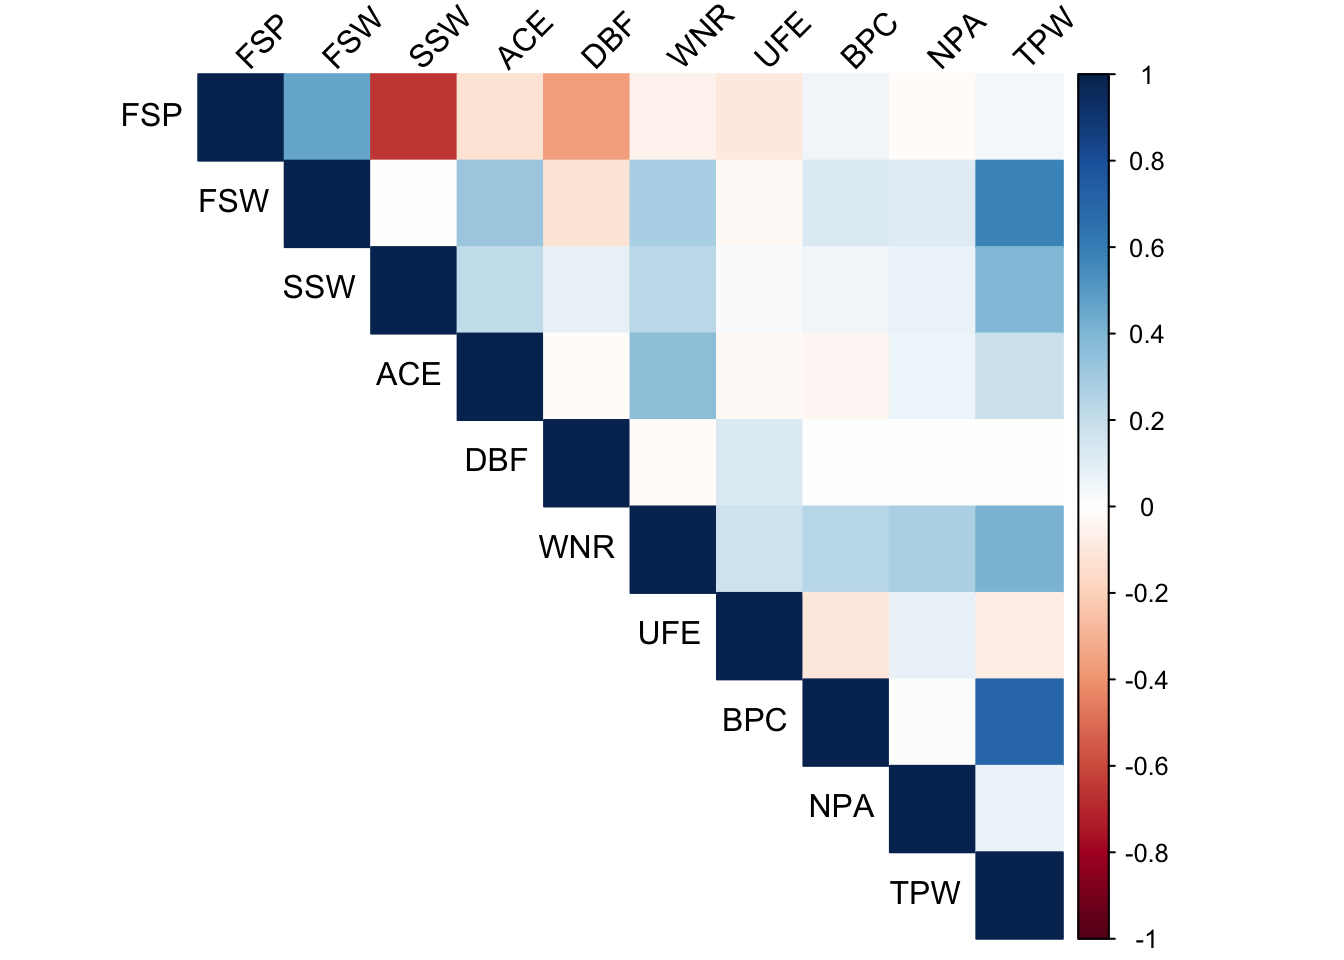 FSP FSW SSW ACE DBF WNR UFE BPC NPA TPW
FSP
FSW
SSW
ACE
DBF
WNR
UFE
BPC
NPA
TPW
1
0.8
0.6
0.4
0.2
0
-0.2
-0.4
-0.6
-0.8
-1